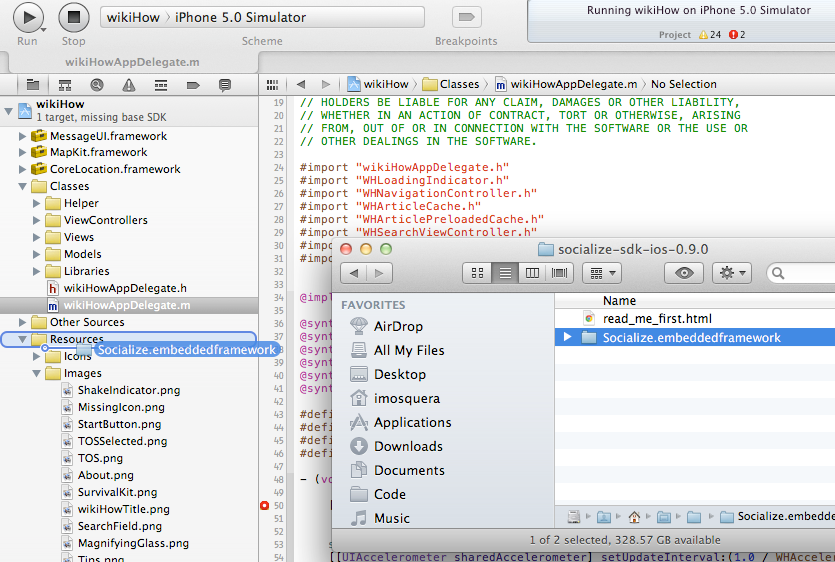 wikiHow › iPhone 5.0 Simulator
Running wikiHow on iPhone 5.0 Simulator
Run
Stop
Scheme
Breakpoints
Project 24 2
wikiHowAppDelegate.m
wikiHow
1 target, missing base SDK
MessageUI.framework
MapKit.framework
CoreLocation.framework
Classes
Helper
ViewControllers
Views
Models
Libraries
wikiHowAppDelegate.h
wikiHowAppDelegate.m
Other Sources
Resources
Socialize.embeddedframework
Icons
Images
ShakeIndicator.png
MissingIcon.png
StartButton.png
TOSSelected.png
TOS.png
About.png
SurvivalKit.png
wikiHowTitle.png
SearchField.png
MagnifyingGlass.png
Tips.png
wikiHow › Classes › wikiHowAppDelegate.m › No Selection
19 // HOLDERS BE LIABLE FOR ANY CLAIM, DAMAGES OR OTHER LIABILITY,
20 // WHETHER IN AN ACTION OF CONTRACT, TORT OR OTHERWISE, ARISING
21 // FROM, OUT OF OR IN CONNECTION WITH THE SOFTWARE OR THE USE OR
22 // OTHER DEALINGS IN THE SOFTWARE.
23
24 #import "wikiHowAppDelegate.h"
25 #import "WHLoadingIndicator.h"
26 #import "WHNavigationController.h"
27 #import "WHArticleCache.h"
28 #import "WHArticlePreloadedCache.h"
29 #import "WHSearchViewController.h"
30 #impo
31 #impo
32
33
34 @impl
35
36 @synt
37 @synt
38 @synt
39 @synt
40 @synt
41 @synt
42
43 #defi
44 #defi
45 #defi
46 #defi
47
48 - (vo
49
50
51
52
53
54 [[UIAccelerometer sharedAccelerometer] setUpdateInterval:(1.0 / WHAccele
socialize-sdk-ios-0.9.0
FAVORITES
AirDrop
All My Files
Desktop
imosquera
Applications
Downloads
Documents
Code
Music
Name
read_me_first.html
Socialize.embeddedframework
Socialize.embedde
1 of 2 selected, 328.57 GB available